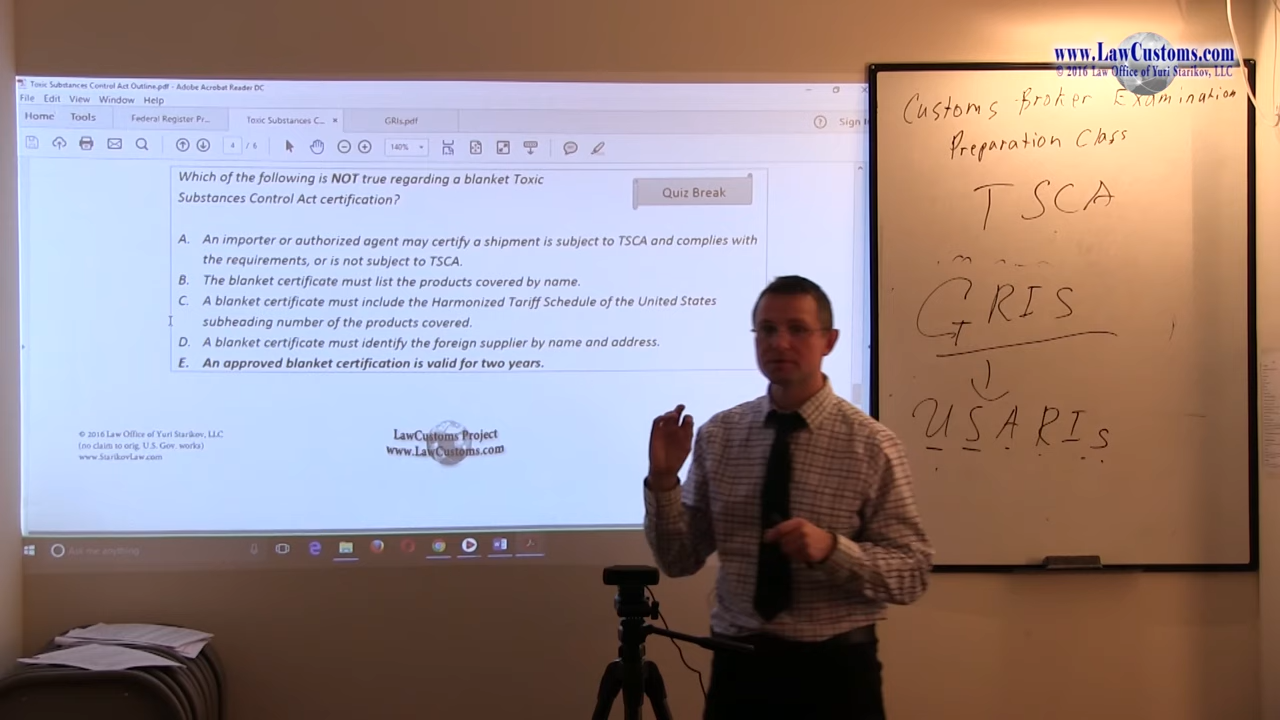 www.LawCustoms.com
© 2016 Law Office of Yuri Starikov, LLC
Toxic Substances Control Act Outline.pdf - Adobe Acrobat Reader DC
File Edit View Window Help
Home Tools Federal Register Pr... Toxic Substances C... × GRIs.pdf ? Sign
4 / 6 140%
Which of the following is NOT true regarding a blanket Toxic
Substances Control Act certification?
Quiz Break
A. An importer or authorized agent may certify a shipment is subject to TSCA and complies with
the requirements, or is not subject to TSCA.
B. The blanket certificate must list the products covered by name.
C. A blanket certificate must include the Harmonized Tariff Schedule of the United States
subheading number of the products covered.
D. A blanket certificate must identify the foreign supplier by name and address.
E. An approved blanket certification is valid for two years.
© 2016 Law Office of Yuri Starikov, LLC
(no claim to orig. U.S. Gov. works)
www.StarikovLaw.com
LawCustoms Project
www.LawCustoms.com
Ask me anything
Customs Broker Examination
Preparation Class
TSCA
GRIS
USARIs